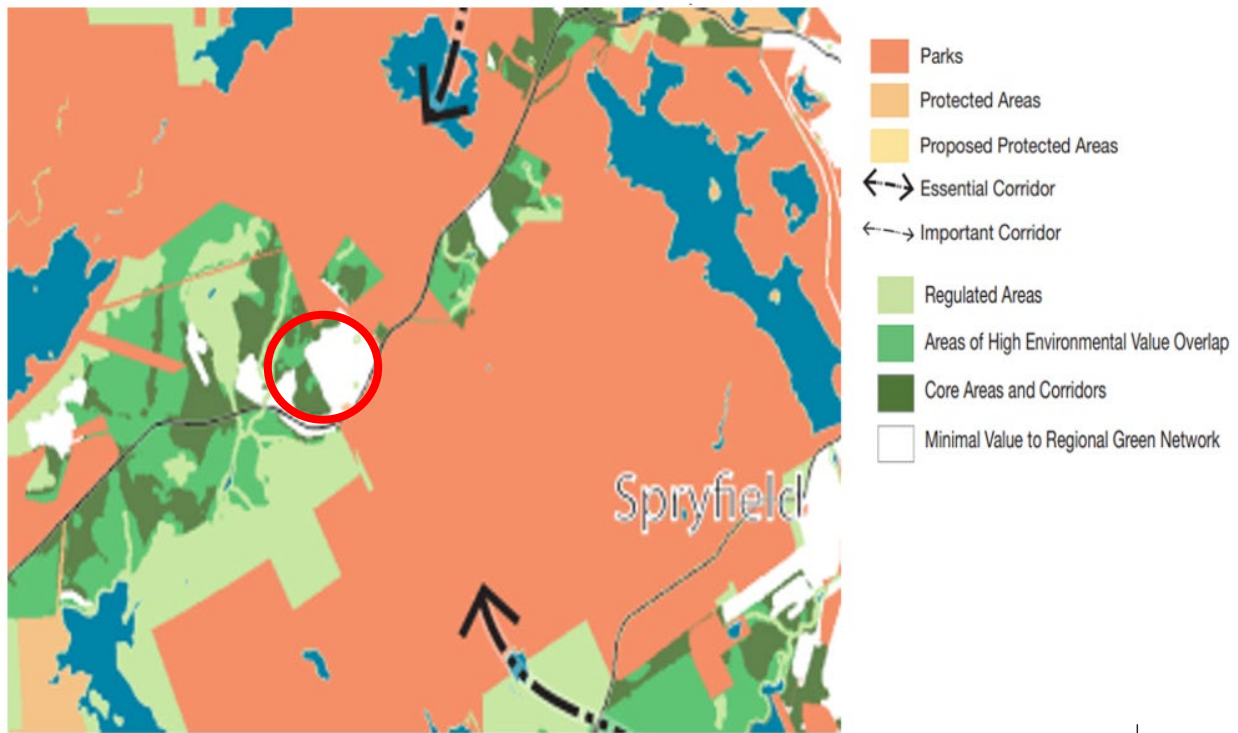 Parks
Protected Areas
Proposed Protected Areas
Essential Corridor
Important Corridor
Regulated Areas
Areas of High Environmental Value Overlap
Core Areas and Corridors
Minimal Value to Regional Green Network
Spryfield